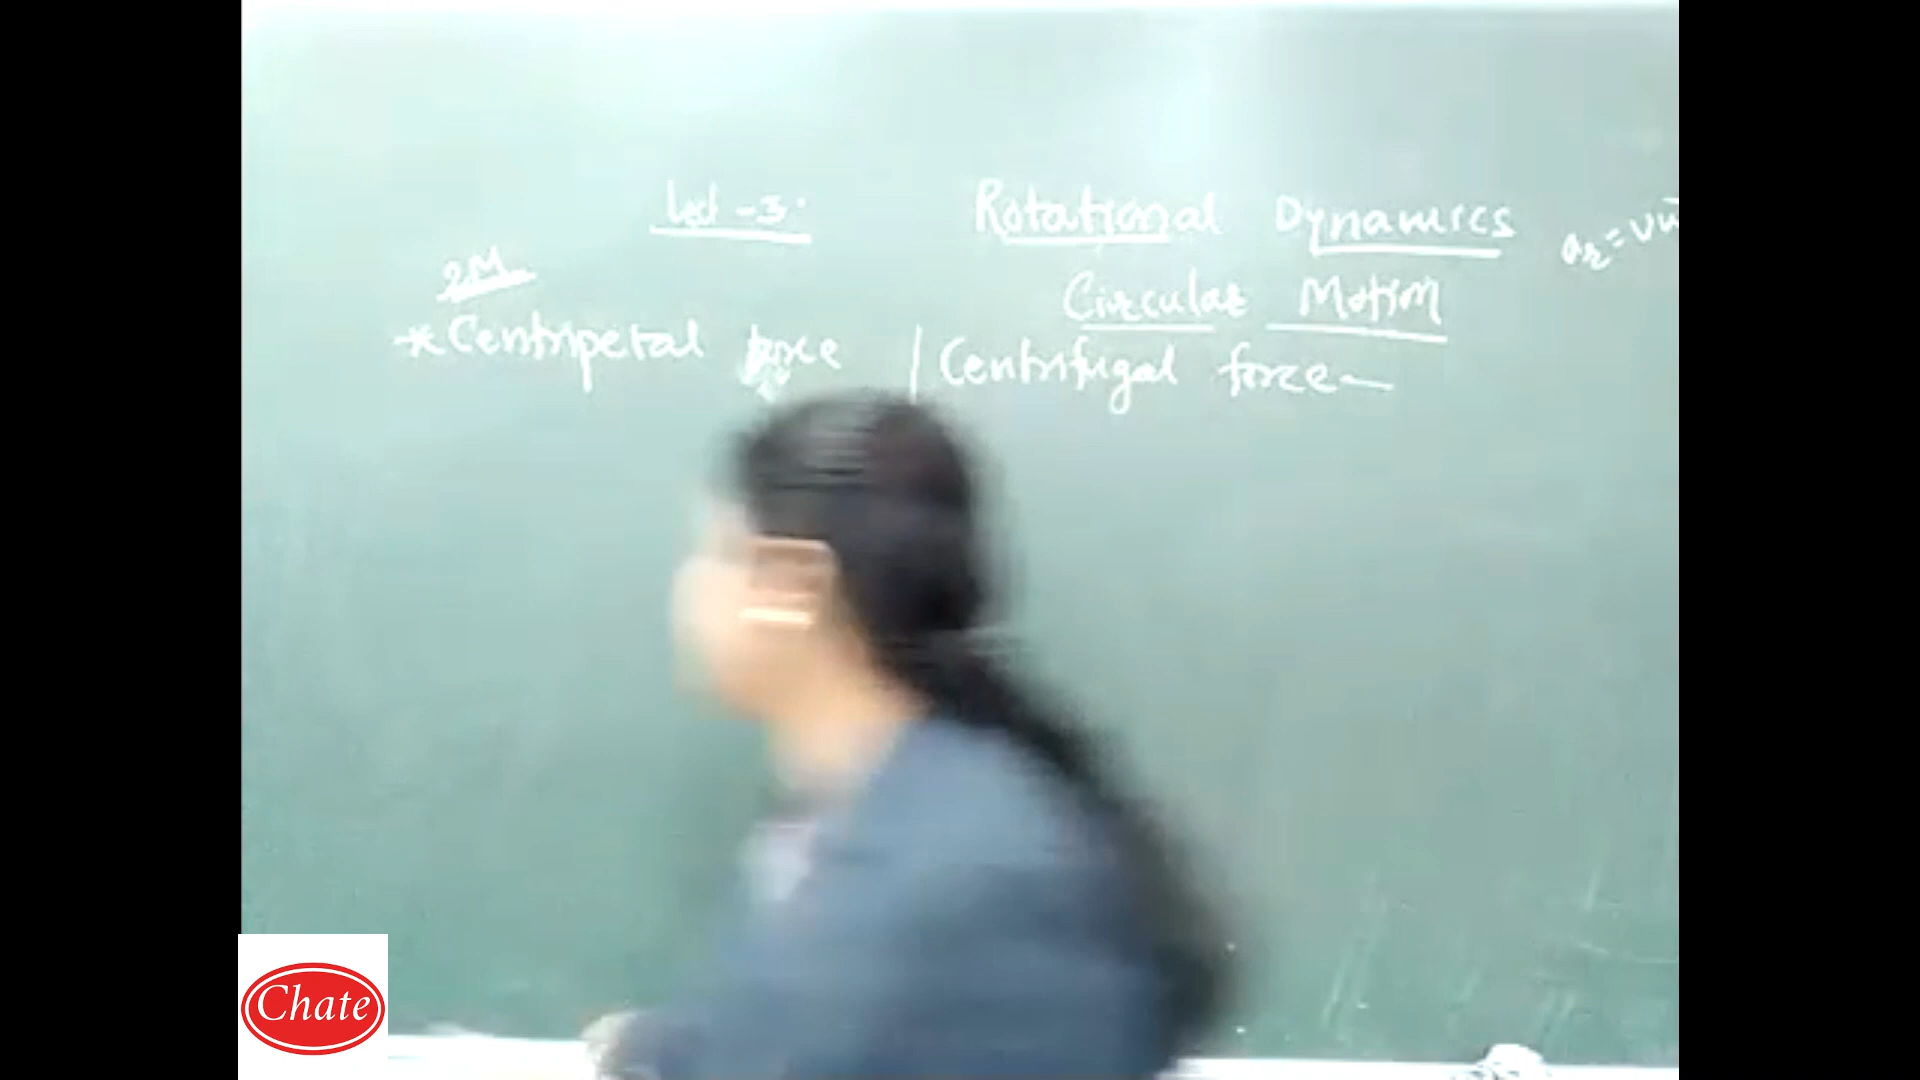 Lect -3.
Rotational Dynamics
2M
Circular Motion
*Centripetal force | Centrifugal force
Chate